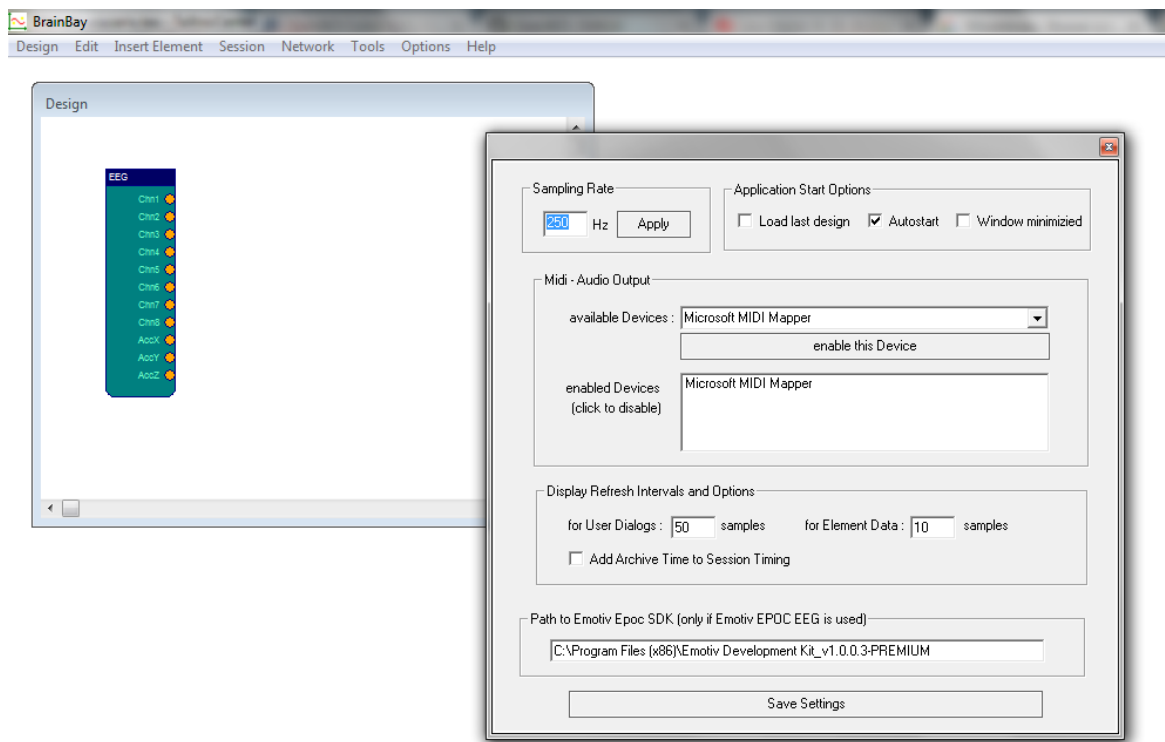 BrainBay
Design Edit Insert Element Session Network Tools Options Help
Design
EEG
Chn1
Chn2
Chn3
Chn4
Chn5
Chn6
Chn7
Chn8
AccX
AccY
AccZ
Sampling Rate
250 Hz Apply
Application Start Options
Load last design Autostart Window minimizied
Midi - Audio Output
available Devices : Microsoft MIDI Mapper
enable this Device
enabled Devices
(click to disable)
Microsoft MIDI Mapper
Display Refresh Intervals and Options
for User Dialogs : 50 samples for Element Data : 10 samples
Add Archive Time to Session Timing
Path to Emotiv Epoc SDK (only if Emotiv EPOC EEG is used)
C:\Program Files (x86)\Emotiv Development Kit_v1.0.0.3-PREMIUM
Save Settings